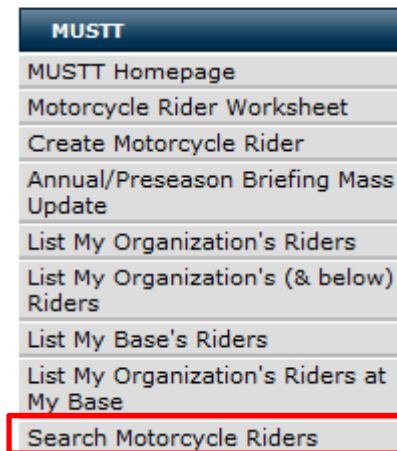 MUSTT
MUSTT Homepage
Motorcycle Rider Worksheet
Create Motorcycle Rider
Annual/Preseason Briefing Mass
Update
List My Organization's Riders
List My Organization's (& below)
Riders
List My Base's Riders
List My Organization's Riders at
My Base
Search Motorcycle Riders